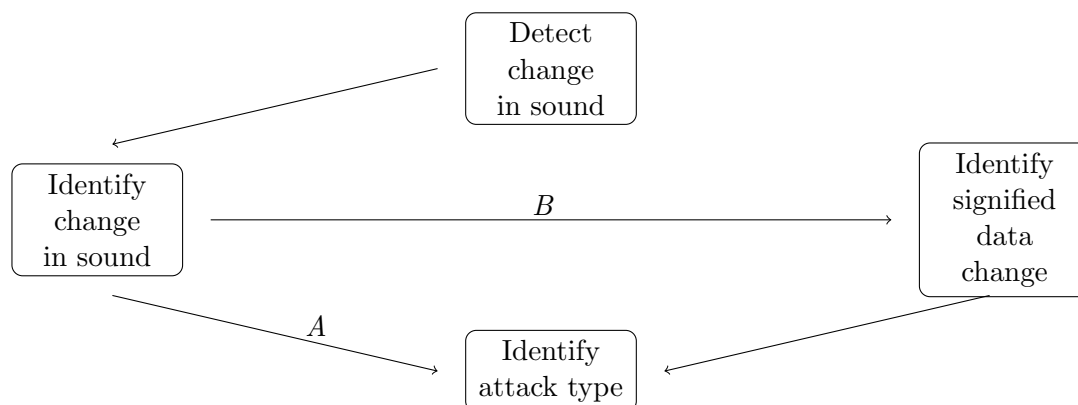 Detect
change
in sound
Identify
change
in sound
B
Identify
signified
data
change
A
Identify
attack type